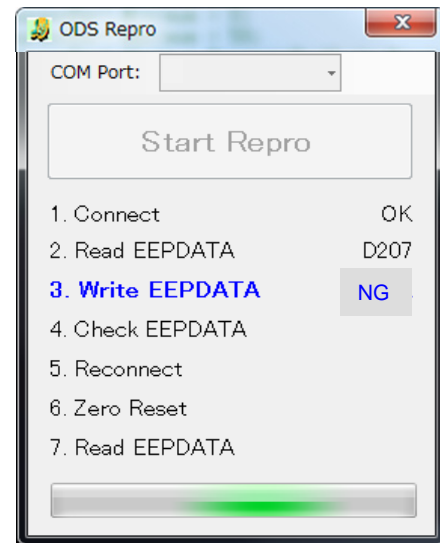 ODS Repro
COM Port:
Start Repro
1. Connect OK
2. Read EEPDATA D207
3. Write EEPDATA NG
4. Check EEPDATA
5. Reconnect
6. Zero Reset
7. Read EEPDATA